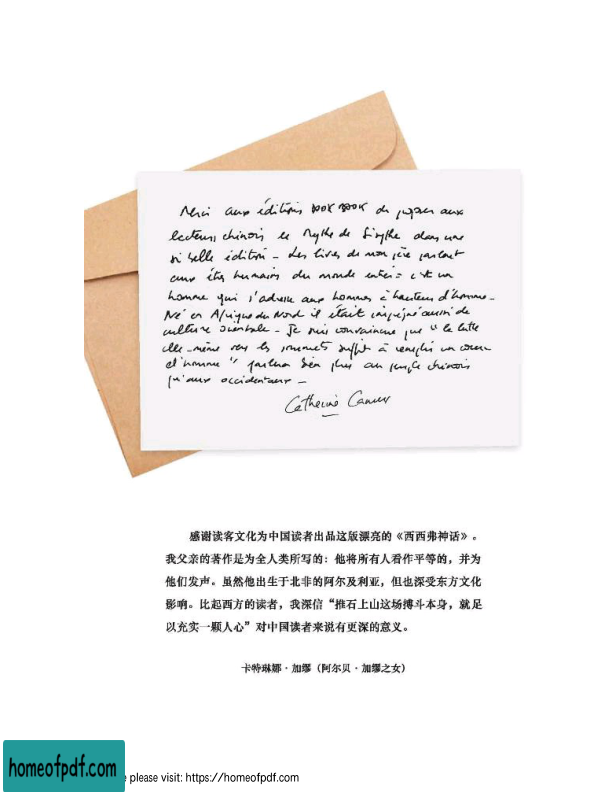 Merci aux éditions DOOK BOOK de proposer aux
lecteurs chinois le Mythe de Sisyphe dans une
si belle édition - Les livres de mon père parlent
aux êtres humains du monde entier c'est un
homme qui s'adresse aux hommes à hauteur d'homme -
Né en Afrique du Nord il était imprégné aussi de
culture orientale - Je suis convaincue que "la lutte
elle-même vers les sommets suffit à remplir un cœur
d'homme" parlera bien plus au peuple chinois
qu'aux occidentaux -
Catherine Camus
感谢读客文化为中国读者出品这版漂亮的《西西弗神话》。
我父亲的著作是为全人类所写的：他将所有人看作平等的，并为
他们发声。虽然他出生于北非的阿尔及利亚，但也深受东方文化
影响。比起西方的读者，我深信“推石上山这场搏斗本身，就足
以充实一颗人心”对中国读者来说有更深的意义。
卡特琳娜·加缪（阿尔贝·加缪之女）
homeofpdf.com
please visit: https://homeofpdf.com